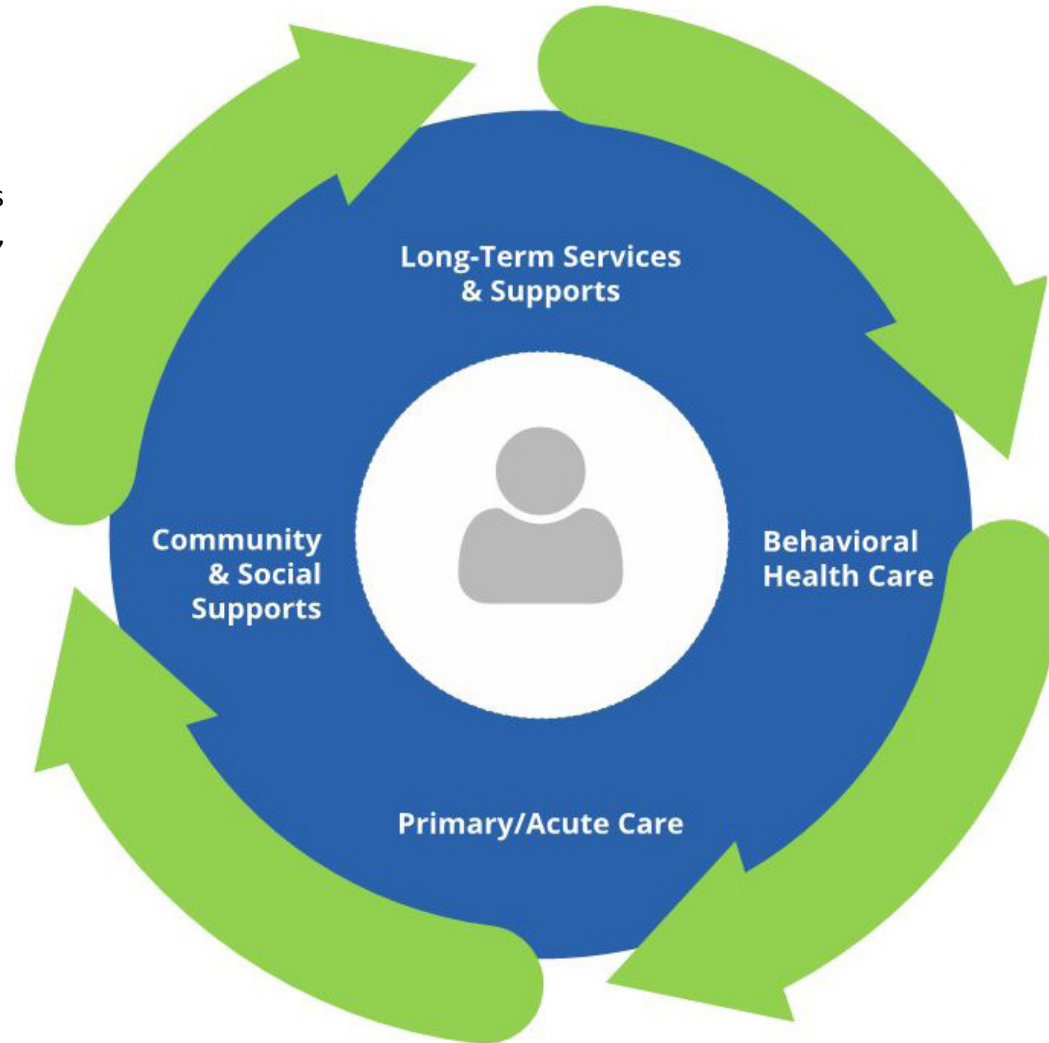 s
,
Long-Term Services
& Supports
Community
& Social
Supports
Behavioral
Health Care
Primary/Acute Care